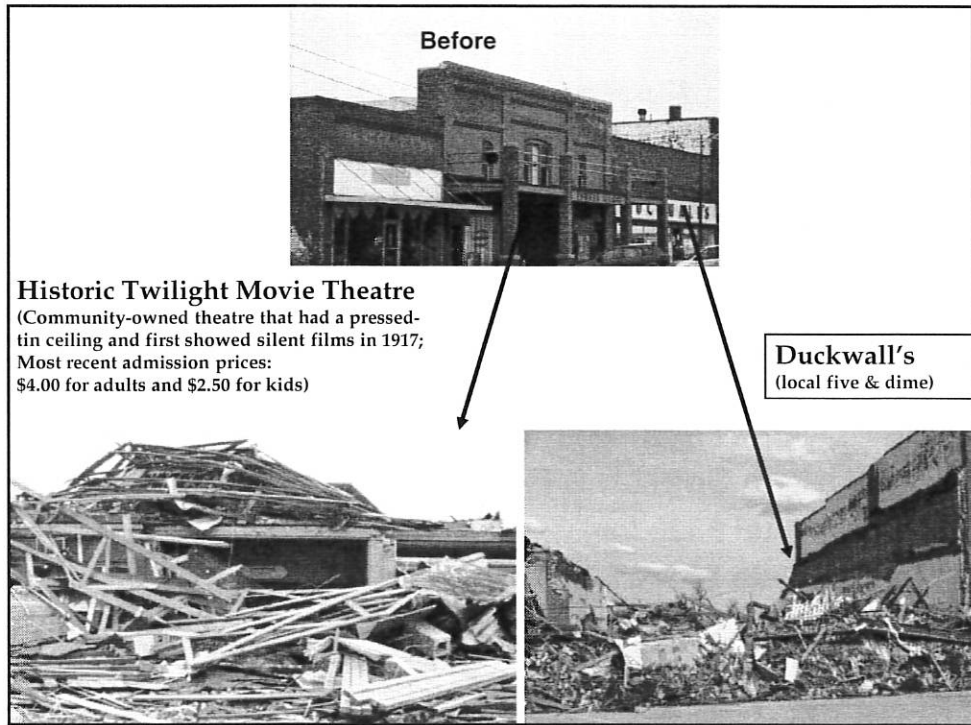 Before
Historic Twilight Movie Theatre
(Community-owned theatre that had a pressed-
tin ceiling and first showed silent films in 1917;
Most recent admission prices:
$4.00 for adults and $2.50 for kids)
Duckwall's
(local five & dime)